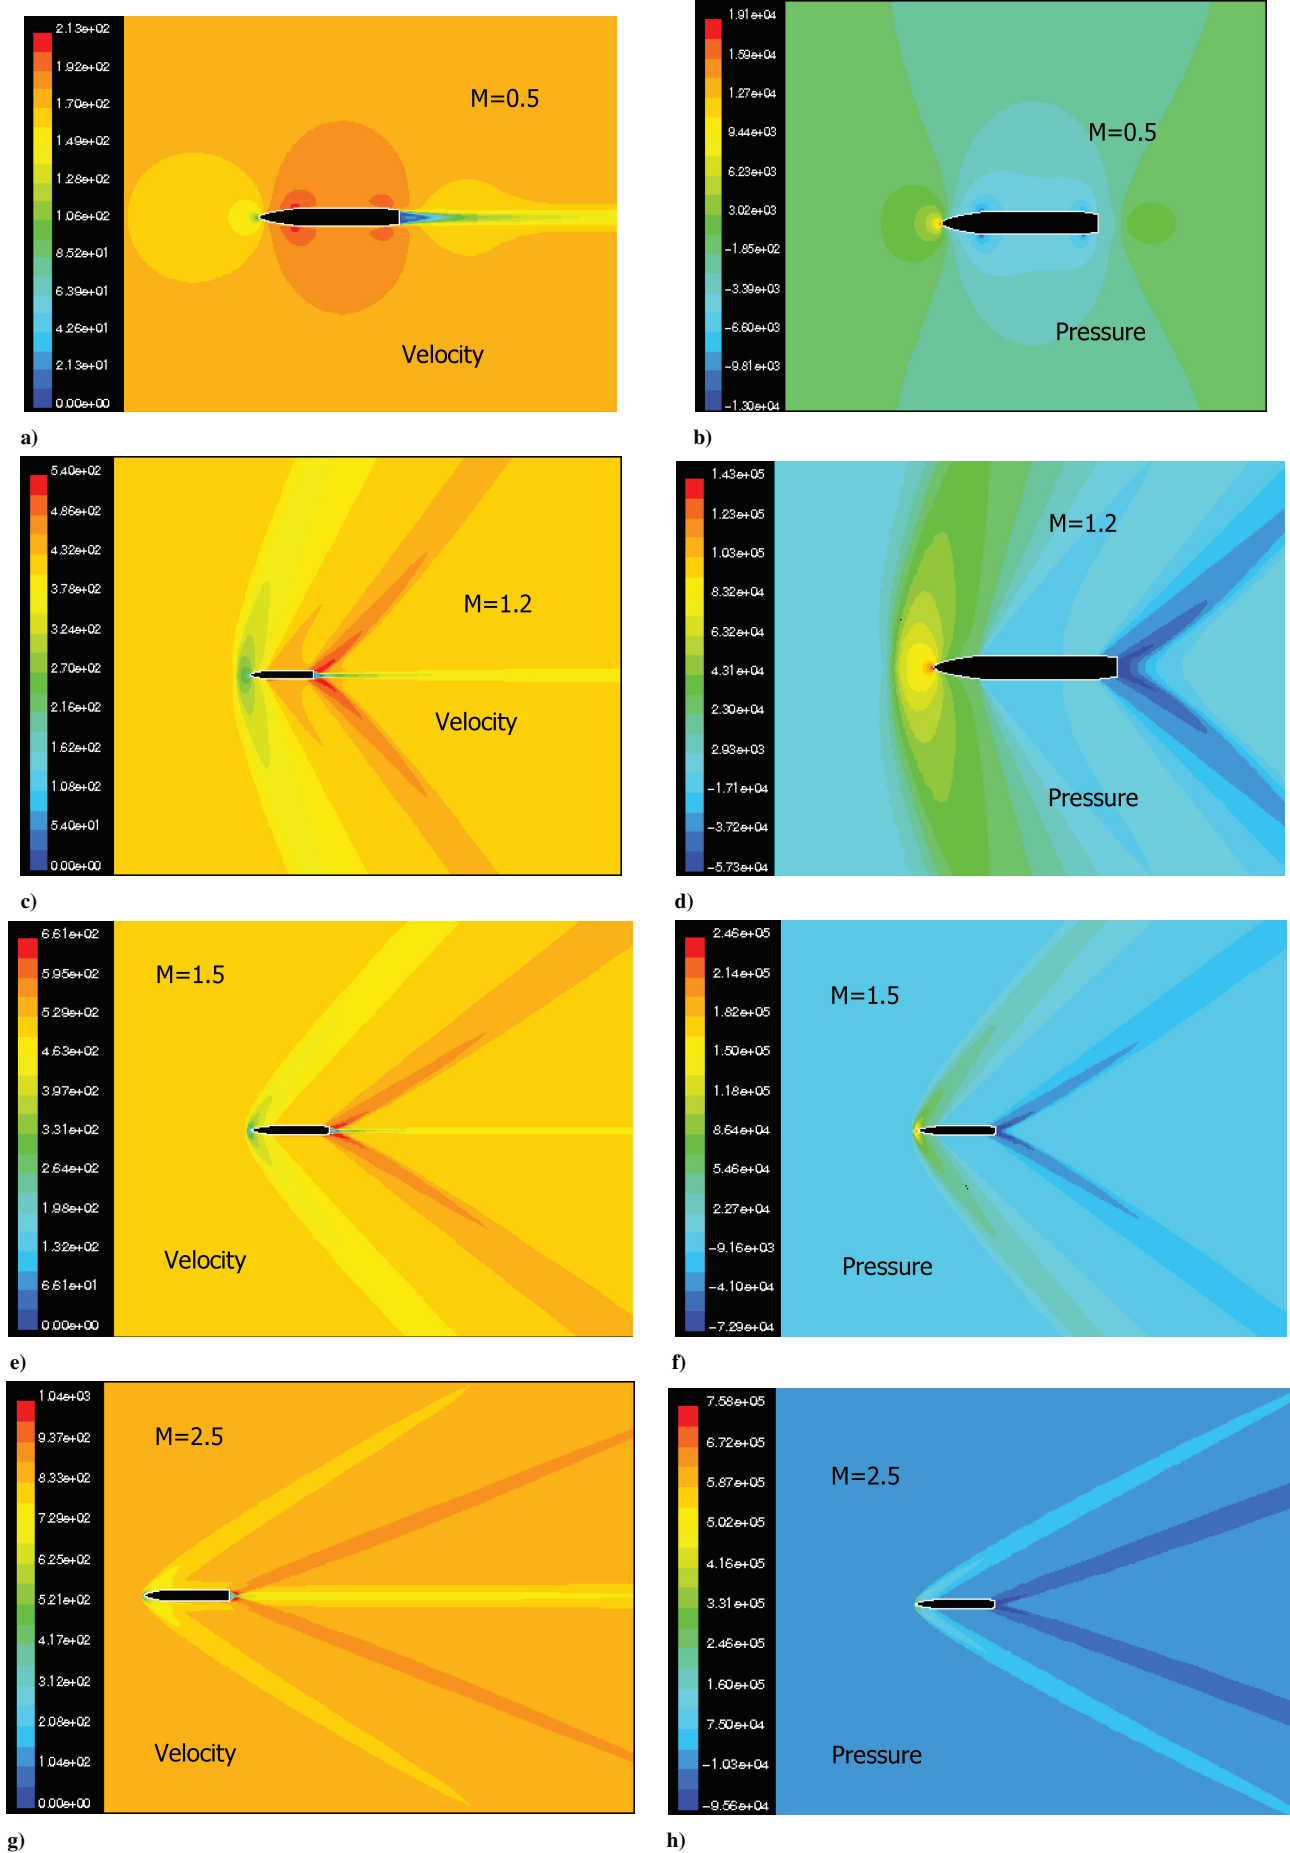 2.13e+02
1.92e+02
1.70e+02
1.49e+02
1.28e+02
1.06e+02
8.52e+01
6.39e+01
4.26e+01
2.13e+01
0.00e+00
M=0.5
Velocity
a)
1.91e+04
1.59e+04
1.27e+04
9.44e+03
6.23e+03
3.02e+03
-1.85e+02
-3.39e+03
-6.60e+03
-9.81e+03
-1.30e+04
M=0.5
Pressure
b)
5.40e+02
4.86e+02
4.32e+02
3.78e+02
3.24e+02
2.70e+02
2.16e+02
1.62e+02
1.08e+02
5.40e+01
0.00e+00
M=1.2
Velocity
c)
1.43e+05
1.23e+05
1.03e+05
8.32e+04
6.32e+04
4.31e+04
2.30e+04
2.93e+03
-1.71e+04
-3.72e+04
-5.73e+04
M=1.2
Pressure
d)
6.61e+02
5.95e+02
5.29e+02
4.63e+02
3.97e+02
3.31e+02
2.64e+02
1.98e+02
1.32e+02
6.61e+01
0.00e+00
M=1.5
Velocity
e)
2.46e+05
2.14e+05
1.82e+05
1.50e+05
1.18e+05
8.64e+04
5.46e+04
2.27e+04
-9.16e+03
-4.10e+04
-7.29e+04
M=1.5
Pressure
f)
1.04e+03
9.37e+02
8.33e+02
7.29e+02
6.25e+02
5.21e+02
4.17e+02
3.12e+02
2.08e+02
1.04e+02
0.00e+00
M=2.5
Velocity
g)
7.58e+05
6.72e+05
5.87e+05
5.02e+05
4.16e+05
3.31e+05
2.46e+05
1.60e+05
7.50e+04
-1.03e+04
-9.56e+04
M=2.5
Pressure
h)